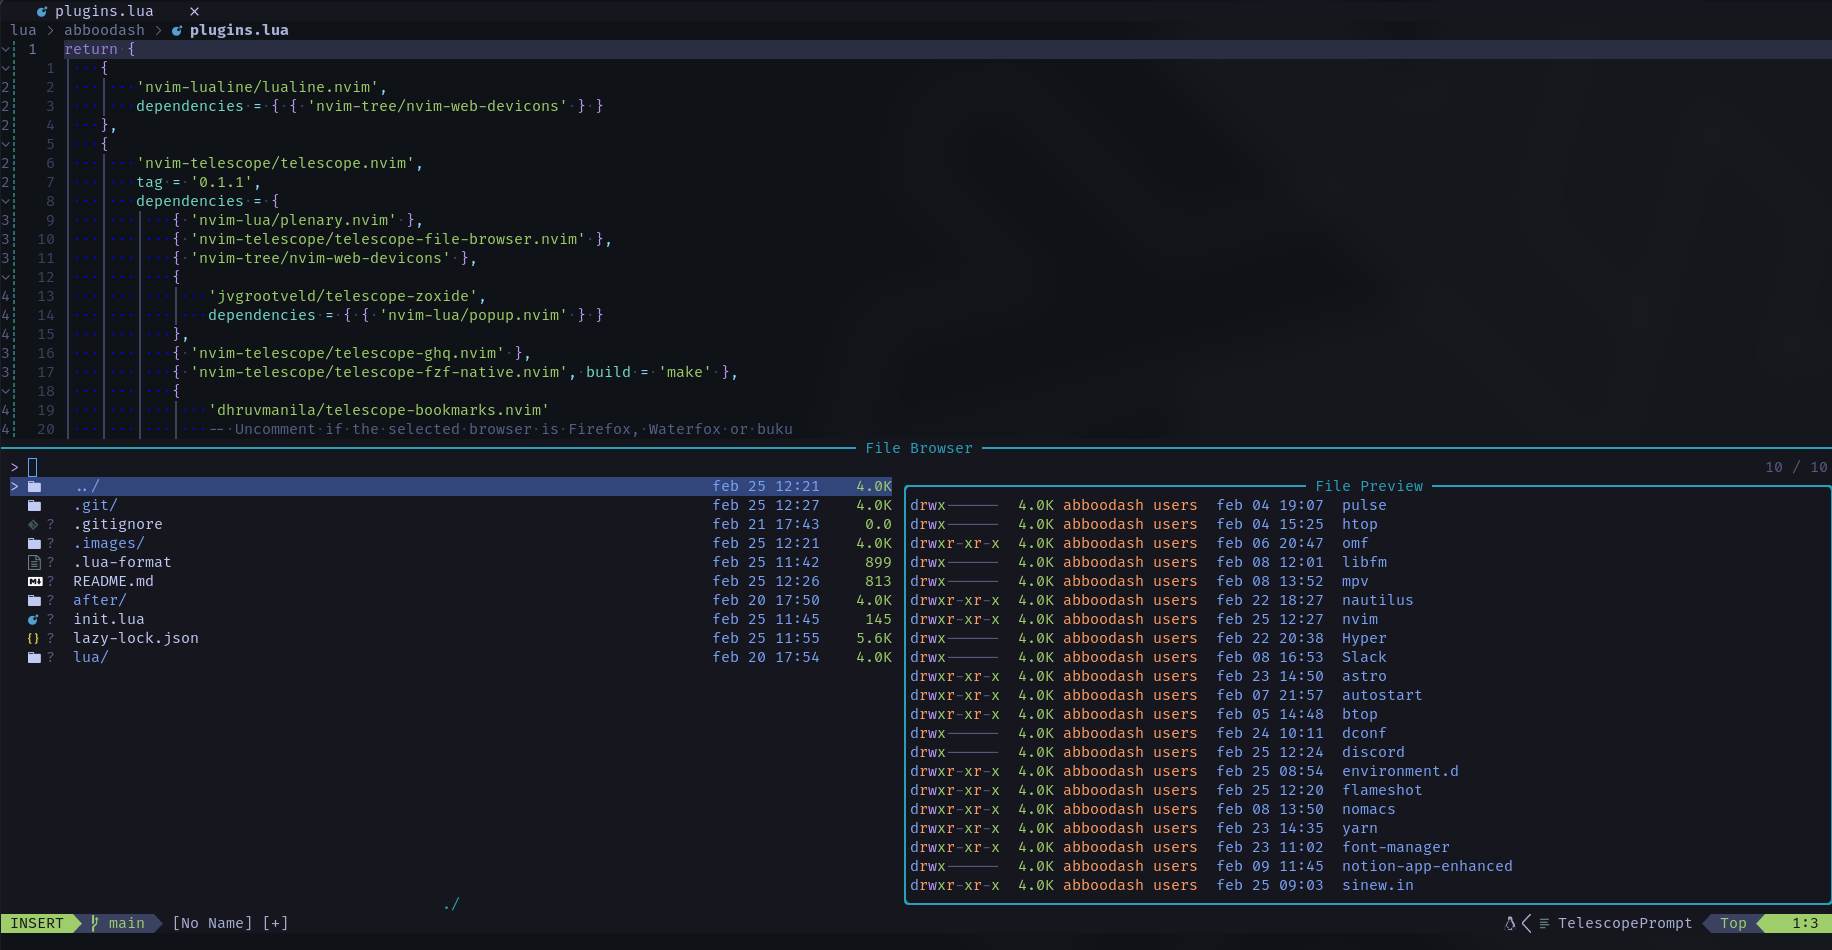 plugins.lua ×
lua > abboodash > plugins.lua
1 return {
1 {
2 2 'nvim-lualine/lualine.nvim',
2 3 dependencies = { { 'nvim-tree/nvim-web-devicons' } }
2 4 },
5 {
2 6 'nvim-telescope/telescope.nvim',
2 7 tag = '0.1.1',
8 dependencies = {
3 9 { 'nvim-lua/plenary.nvim' },
3 10 { 'nvim-telescope/telescope-file-browser.nvim' },
3 11 { 'nvim-tree/nvim-web-devicons' },
12 {
4 13 'jvgrootveld/telescope-zoxide',
4 14 dependencies = { { 'nvim-lua/popup.nvim' } }
4 15 },
3 16 { 'nvim-telescope/telescope-ghq.nvim' },
3 17 { 'nvim-telescope/telescope-fzf-native.nvim', build = 'make' },
18 {
4 19 'dhruvmanila/telescope-bookmarks.nvim'
4 20 -- Uncomment if the selected browser is Firefox, Waterfox or buku
File Browser
>
10 / 10
> ../ feb 25 12:21 4.0K
.git/ feb 25 12:27 4.0K
? .gitignore feb 21 17:43 0.0
? .images/ feb 25 12:21 4.0K
? .lua-format feb 25 11:42 899
? README.md feb 25 12:26 813
? after/ feb 20 17:50 4.0K
? init.lua feb 25 11:45 145
{} ? lazy-lock.json feb 25 11:55 5.6K
? lua/ feb 20 17:54 4.0K
./
File Preview
drwx------ 4.0K abboodash users feb 04 19:07 pulse
drwx------ 4.0K abboodash users feb 04 15:25 htop
drwxr-xr-x 4.0K abboodash users feb 06 20:47 omf
drwx------ 4.0K abboodash users feb 08 12:01 libfm
drwx------ 4.0K abboodash users feb 08 13:52 mpv
drwxr-xr-x 4.0K abboodash users feb 22 18:27 nautilus
drwxr-xr-x 4.0K abboodash users feb 25 12:27 nvim
drwx------ 4.0K abboodash users feb 22 20:38 Hyper
drwx------ 4.0K abboodash users feb 08 16:53 Slack
drwxr-xr-x 4.0K abboodash users feb 23 14:50 astro
drwxr-xr-x 4.0K abboodash users feb 07 21:57 autostart
drwxr-xr-x 4.0K abboodash users feb 05 14:48 btop
drwx------ 4.0K abboodash users feb 24 10:11 dconf
drwx------ 4.0K abboodash users feb 25 12:24 discord
drwxr-xr-x 4.0K abboodash users feb 25 08:54 environment.d
drwxr-xr-x 4.0K abboodash users feb 25 12:20 flameshot
drwxr-xr-x 4.0K abboodash users feb 08 13:50 nomacs
drwxr-xr-x 4.0K abboodash users feb 23 14:35 yarn
drwxr-xr-x 4.0K abboodash users feb 23 11:02 font-manager
drwx------ 4.0K abboodash users feb 09 11:45 notion-app-enhanced
drwxr-xr-x 4.0K abboodash users feb 25 09:03 sinew.in
INSERT main [No Name] [+] TelescopePrompt Top 1:3